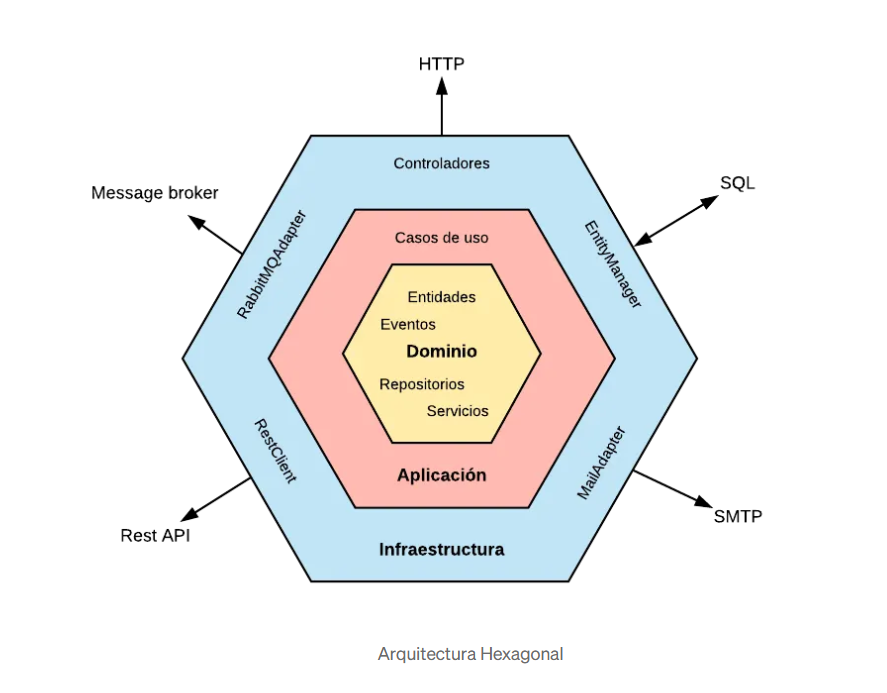 HTTP
Controladores
Message broker
SQL
RabbitMQAdapter
EntityManager
Casos de uso
Entidades
Eventos
Dominio
Repositorios
Servicios
RestClient
MailAdapter
Aplicación
SMTP
Rest API
Infraestructura
Arquitectura Hexagonal